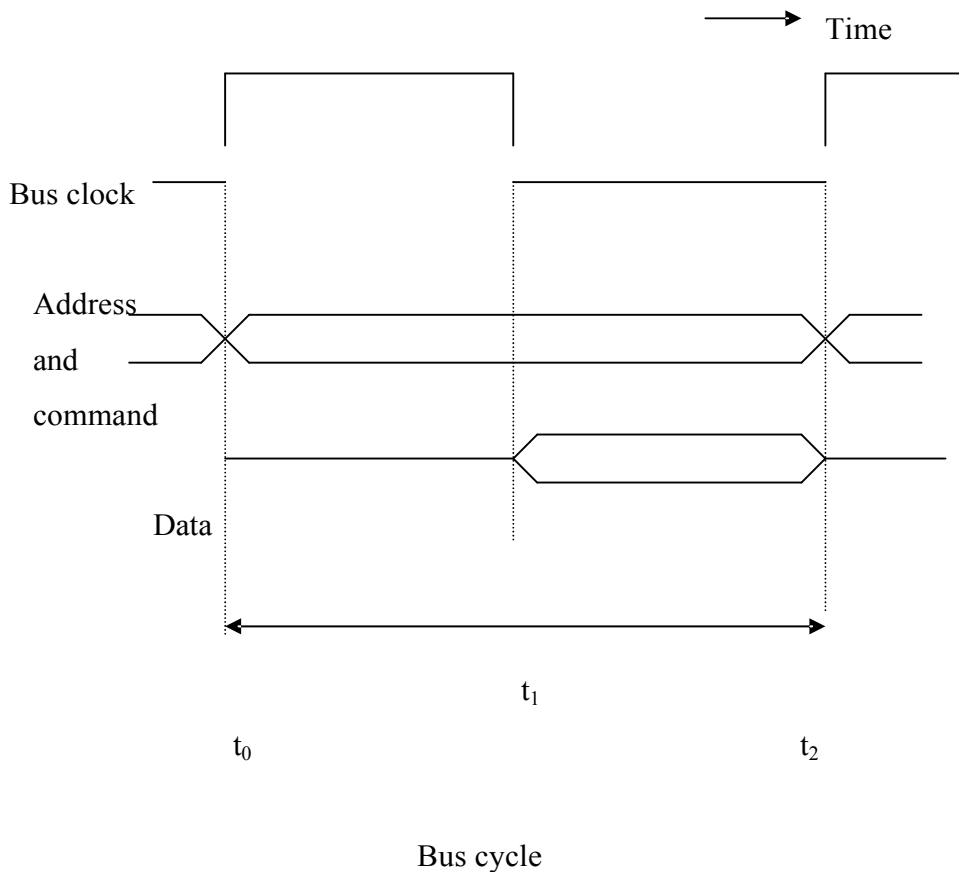 Time
Bus clock
Address
and
command
Data
t₁
t₀
t₂
Bus cycle